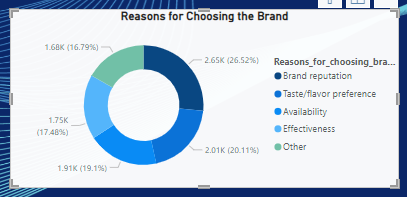 Reasons for Choosing the Brand
1.68K (16.79%)
2.65K (26.52%)
Reasons_for_choosing_bra...
Brand reputation
Taste/flavor preference
Availability
Effectiveness
Other
1.75K
(17.48%)
2.01K (20.11%)
1.91K (19.1%)